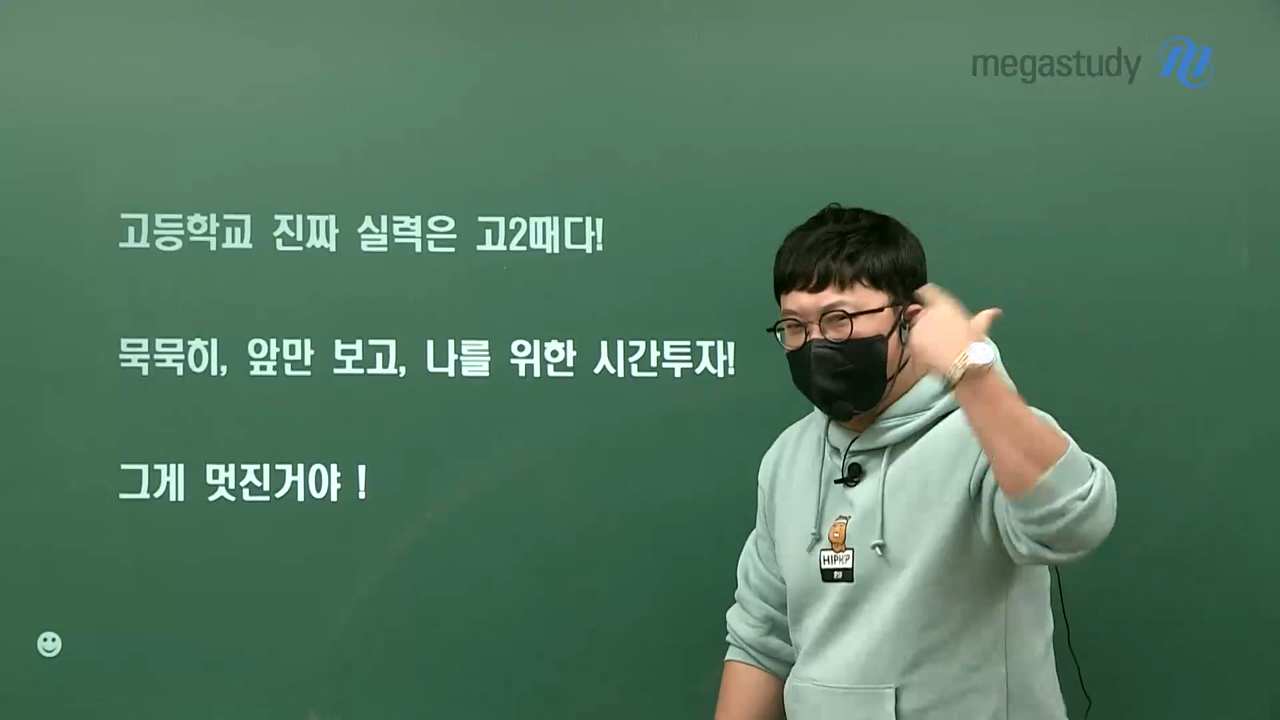 megastudy
고등학교 진짜 실력은 고2때다!
묵묵히, 앞만 보고, 나를 위한 시간투자!
그게 멋진거야 !
HIPHOP